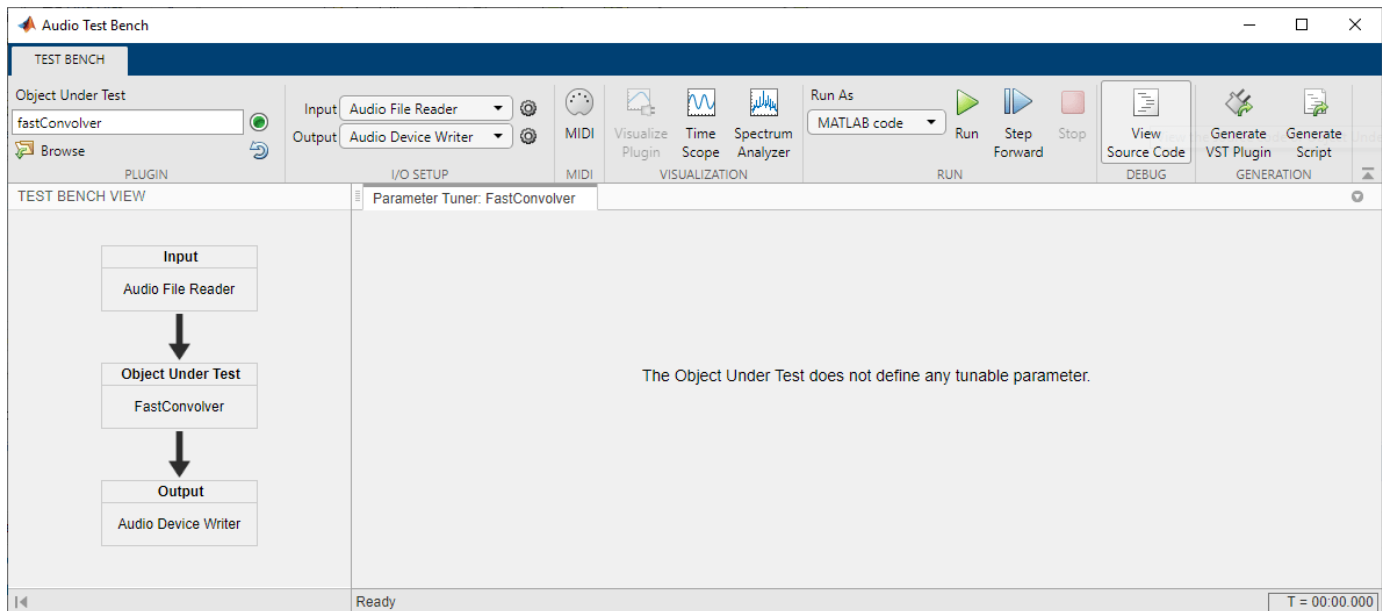 Audio Test Bench
TEST BENCH
Object Under Test
fastConvolver
Browse
PLUGIN
Input Audio File Reader
Output Audio Device Writer
I/O SETUP
MIDI
MIDI
Visualize
Plugin
Time
Scope
Spectrum
Analyzer
VISUALIZATION
Run As
MATLAB code
Run
Step
Forward
Stop
RUN
View
Source Code
DEBUG
Generate
VST Plugin
Generate
Script
GENERATION
TEST BENCH VIEW
Parameter Tuner: FastConvolver
Input
Audio File Reader
Object Under Test
FastConvolver
Output
Audio Device Writer
The Object Under Test does not define any tunable parameter.
Ready
T = 00:00.000